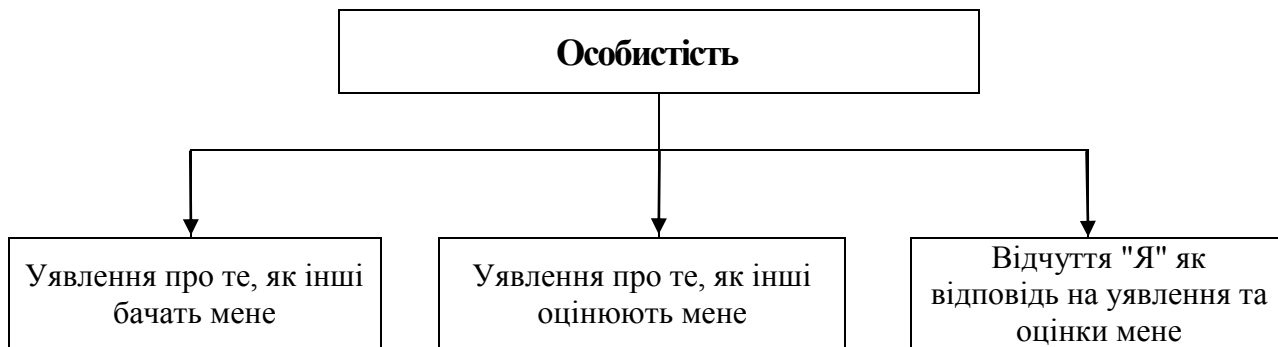 Особистість
Уявлення про те, як інші
бачать мене
Уявлення про те, як інші
оцінюють мене
Відчуття "Я" як
відповідь на уявлення та
оцінки мене